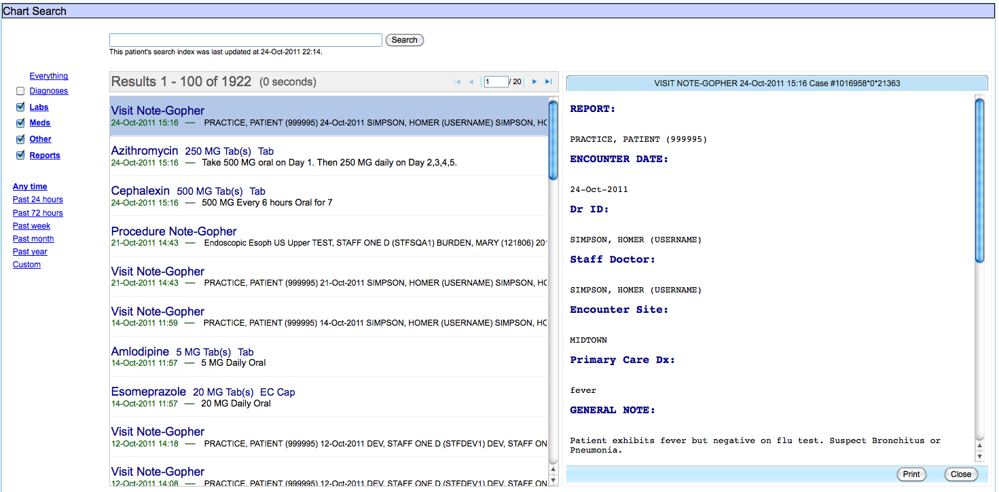 Chart Search
Search
This patient's search index was last updated at 24-Oct-2011 22:14.
Everything
Diagnoses
Labs
Meds
Other
Reports
Any time
Past 24 hours
Past 72 hours
Past week
Past month
Past year
Custom
Results 1 - 100 of 1922 (0 seconds)
1 / 20
Visit Note-Gopher
24-Oct-2011 15:16 — PRACTICE, PATIENT (999995) 24-Oct-2011 SIMPSON, HOMER (USERNAME) SIMPSON, HO
Azithromycin 250 MG Tab(s) Tab
24-Oct-2011 15:16 — Take 500 MG oral on Day 1. Then 250 MG daily on Day 2,3,4,5.
Cephalexin 500 MG Tab(s) Tab
24-Oct-2011 15:16 — 500 MG Every 6 hours Oral for 7
Procedure Note-Gopher
21-Oct-2011 14:43 — Endoscopic Esoph US Upper TEST, STAFF ONE D (STFSQA1) BURDEN, MARY (121806) 201
Visit Note-Gopher
21-Oct-2011 14:43 — PRACTICE, PATIENT (999995) 21-Oct-2011 SIMPSON, HOMER (USERNAME) SIMPSON, HO
Visit Note-Gopher
14-Oct-2011 11:59 — PRACTICE, PATIENT (999995) 14-Oct-2011 SIMPSON, HOMER (USERNAME) SIMPSON, HO
Amlodipine 5 MG Tab(s) Tab
14-Oct-2011 11:57 — 5 MG Daily Oral
Esomeprazole 20 MG Tab(s) EC Cap
14-Oct-2011 11:57 — 20 MG Daily Oral
Visit Note-Gopher
12-Oct-2011 14:18 — PRACTICE, PATIENT (999995) 12-Oct-2011 DEV, STAFF ONE D (STFDEV1) DEV, STAFF ON
Visit Note-Gopher
12-Oct-2011 14:08 — PRACTICE, PATIENT (999995) 12-Oct-2011 DEV, STAFF ONE D (STFDEV1) DEV, STAFF ON
VISIT NOTE-GOPHER 24-Oct-2011 15:16 Case #1016958*0*21363
REPORT:
PRACTICE, PATIENT (999995)
ENCOUNTER DATE:
24-Oct-2011
Dr ID:
SIMPSON, HOMER (USERNAME)
Staff Doctor:
SIMPSON, HOMER (USERNAME)
Encounter Site:
MIDTOWN
Primary Care Dx:
fever
GENERAL NOTE:
Patient exhibits fever but negative on flu test. Suspect Bronchitus or
Pneumonia.
Print
Close